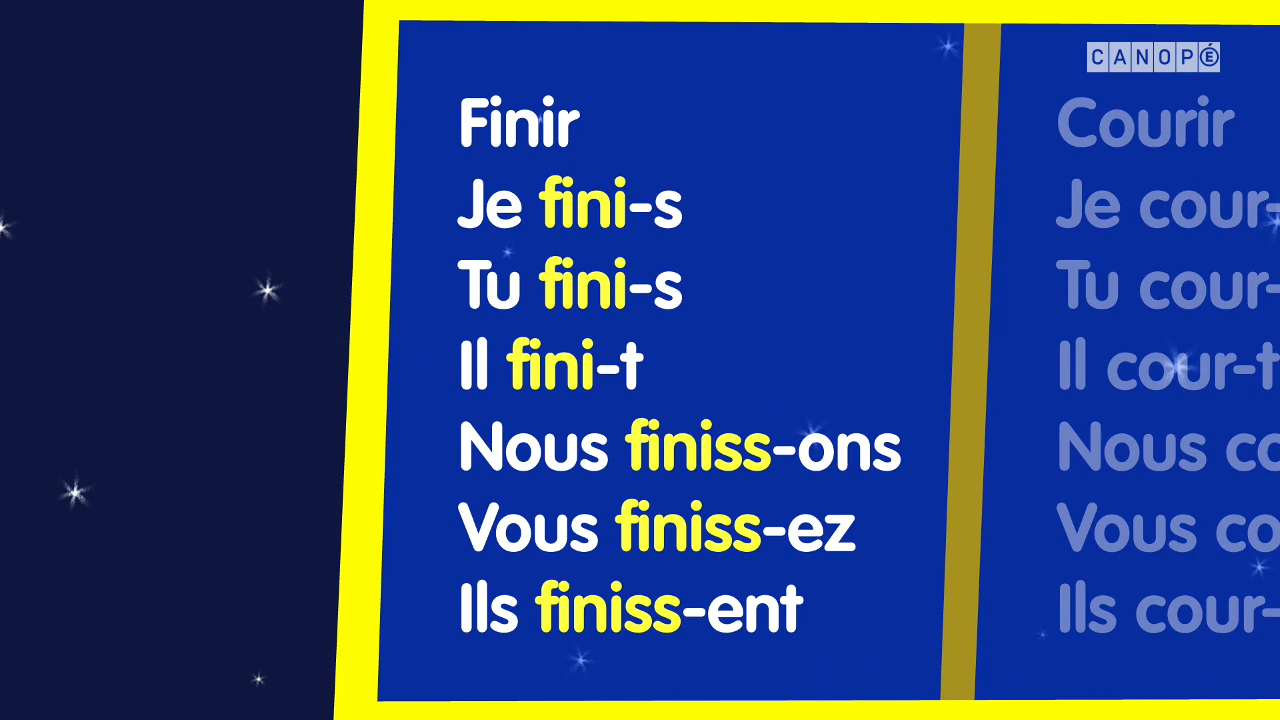 CANOPÉ
Finir
Je fini-s
Tu fini-s
Il fini-t
Nous finiss-ons
Vous finiss-ez
Ils finiss-ent
Courir
Je cour-
Tu cour-
Il cour-t
Nous co
Vous co
Ils cour-